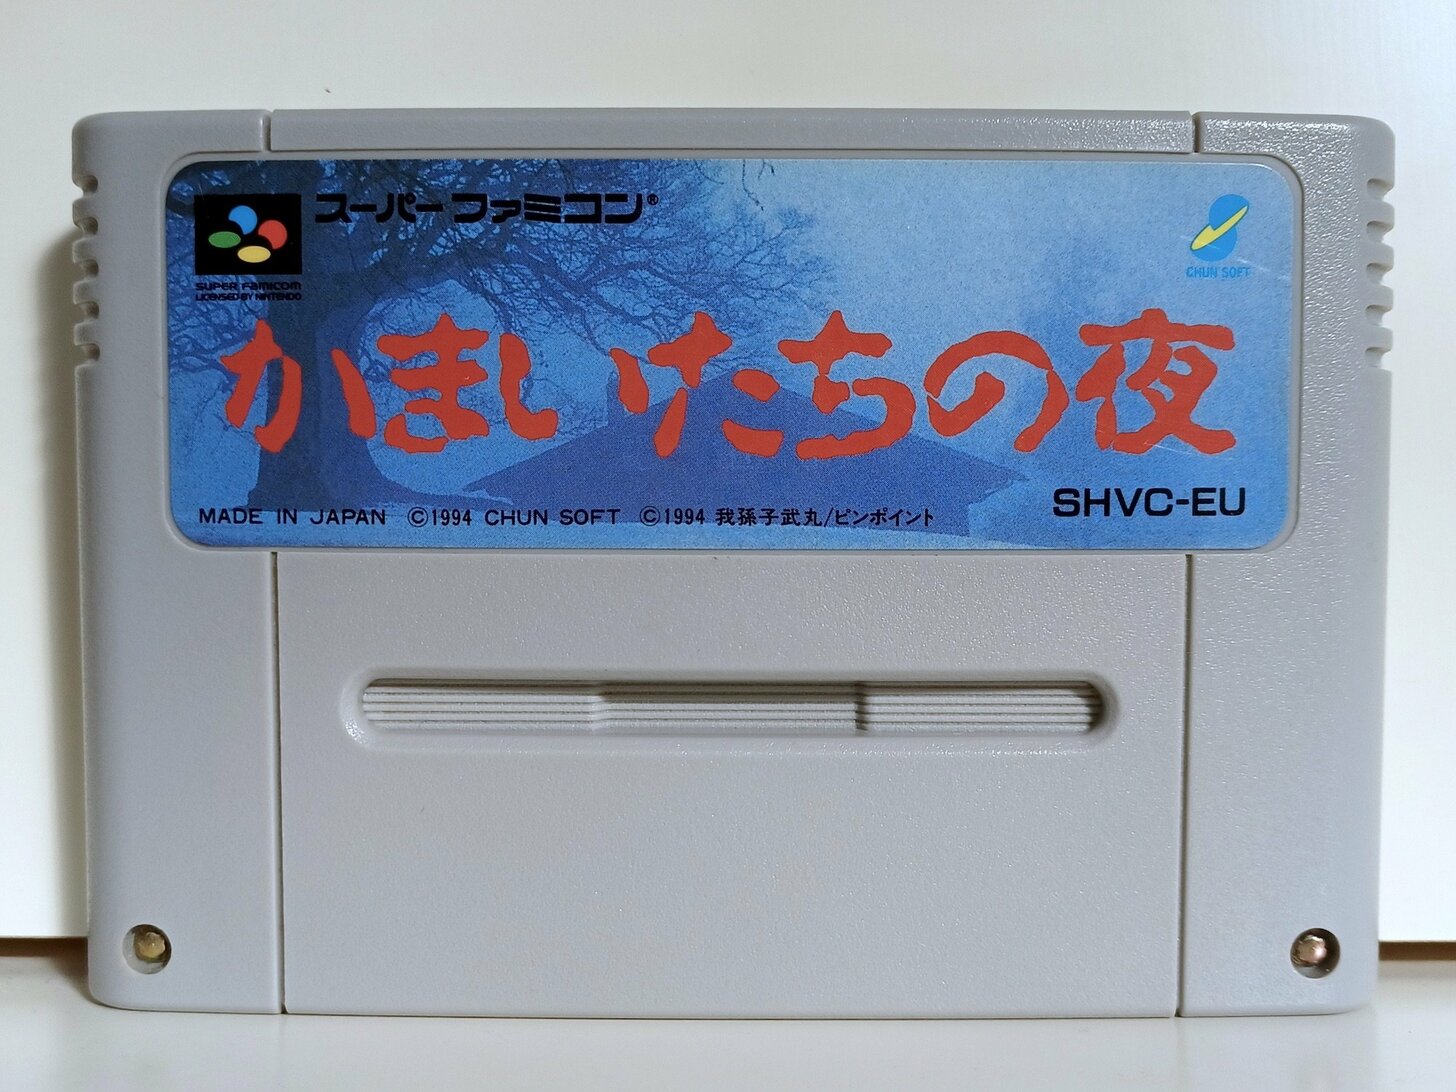 スーパーファミコン®
SUPER FAMICOM
LICENSED BY NINTENDO
CHUN SOFT
かまいたちの夜
SHVC-EU
MADE IN JAPAN ©1994 CHUN SOFT ©1994 我孫子武丸/ピンポイント